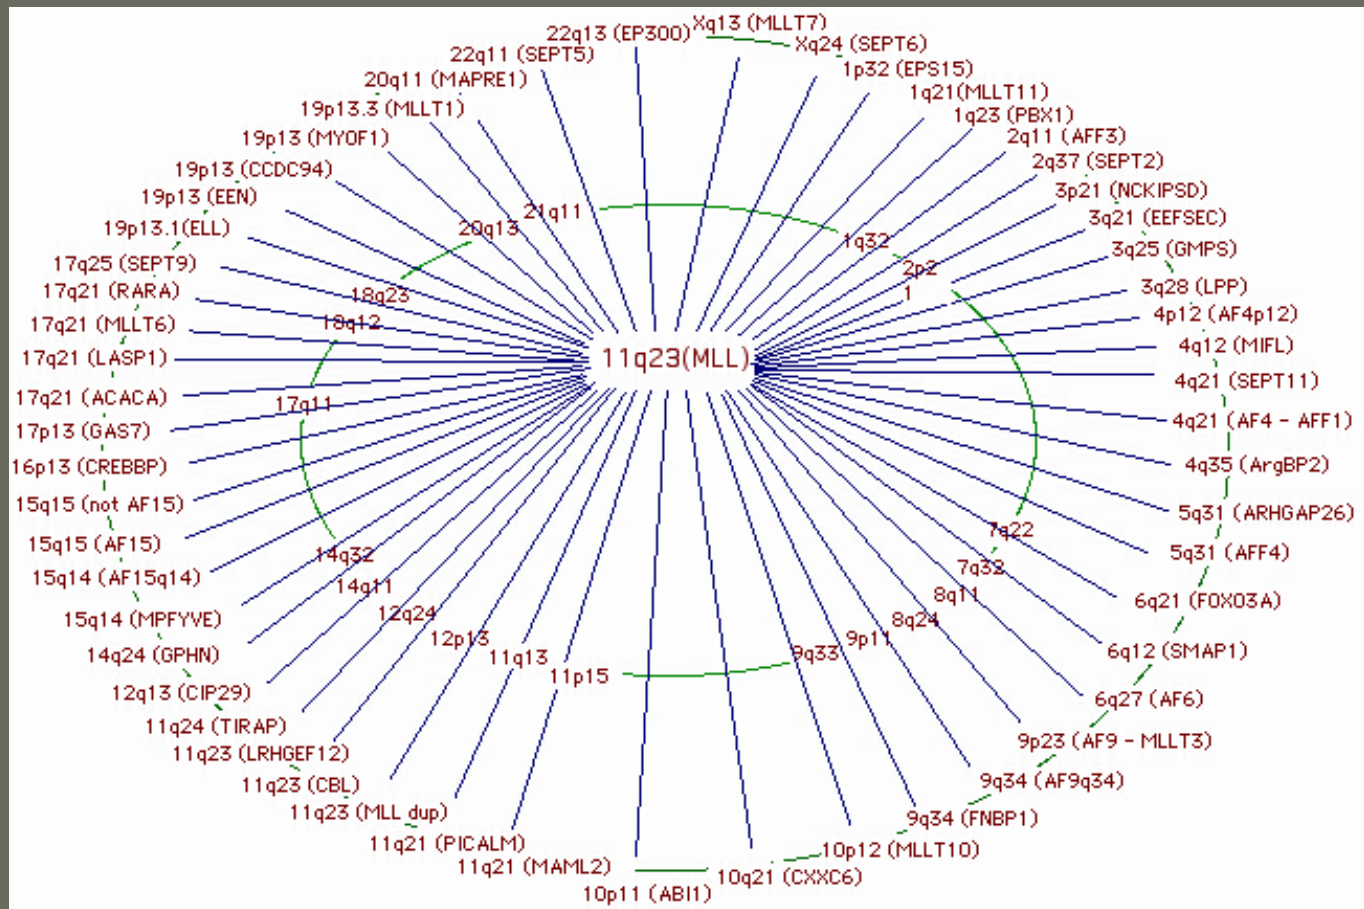 22q13 (EP300)
Xq13 (MLLT7)
Xq24 (SEPT6)
1p32 (EPS15)
1q21(MLLT11)
1q23 (PBX1)
2q11 (AFF3)
2q37 (SEPT2)
3p21 (NCKIPSD)
3q21 (EEFSEC)
3q25 (GMPS)
3q28 (LPP)
4p12 (AF4p12)
4q12 (MIFL)
4q21 (SEPT11)
4q21 (AF4 - AFF1)
4q35 (ArgBP2)
5q31 (ARHGAP26)
5q31 (AFF4)
6q21 (FOXO3A)
6q12 (SMAP1)
6q27 (AF6)
9p23 (AF9 - MLLT3)
9q34 (AF9q34)
9q34 (FNBP1)
10p12 (MLLT10)
10q21 (CXXC6)
10p11 (ABI1)
11q21 (MAML2)
11q21 (PICALM)
11q23 (MLL dup)
11q23 (CBL)
11q23 (LRHGEF12)
11q24 (TIRAP)
12q13 (CIP29)
14q24 (GPHN)
15q14 (MPFYVE)
15q14 (AF15q14)
15q15 (AF15)
15q15 (not AF15)
16p13 (CREBBP)
17p13 (GAS7)
17q21 (ACACA)
17q21 (LASP1)
17q21 (MLLT6)
17q21 (RARA)
17q25 (SEPT9)
19p13.1(ELL)
19p13 (EEN)
19p13 (CCDC94)
19p13 (MYOF1)
19p13.3 (MLLT1)
20q11 (MAPRE1)
22q11 (SEPT5)
1q32
2p2
1
7q22
7q32
8q11
8q24
9p11
9q33
11p15
11q13
12p13
12q24
14q11
14q32
17q11
18q12
18q23
20q13
21q11
11q23(MLL)